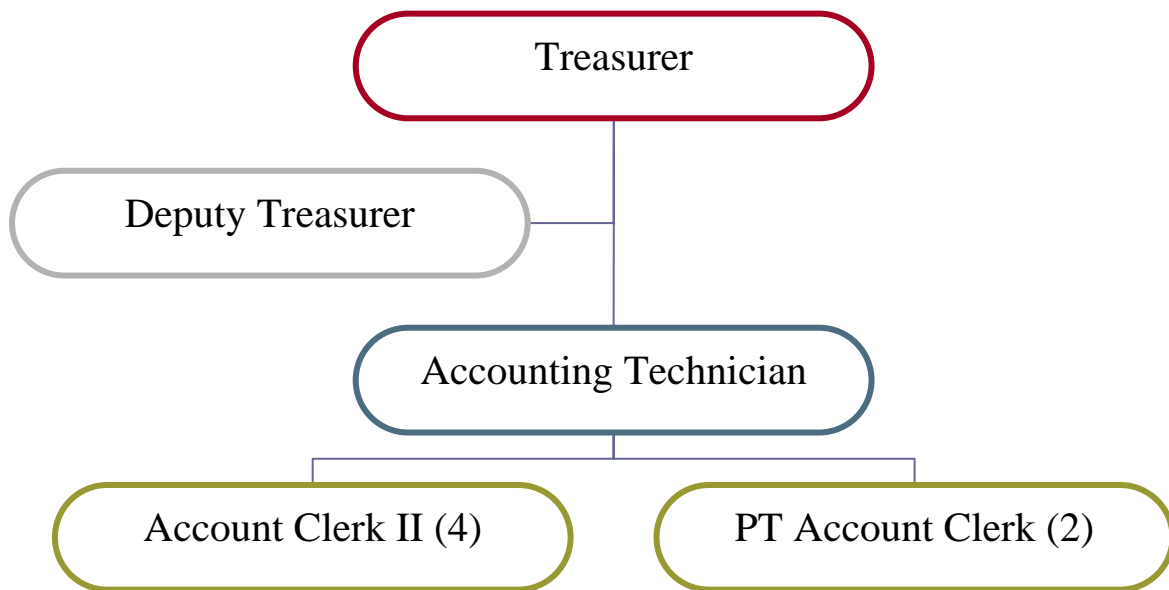 Treasurer
Deputy Treasurer
Accounting Technician
Account Clerk II (4)
PT Account Clerk (2)